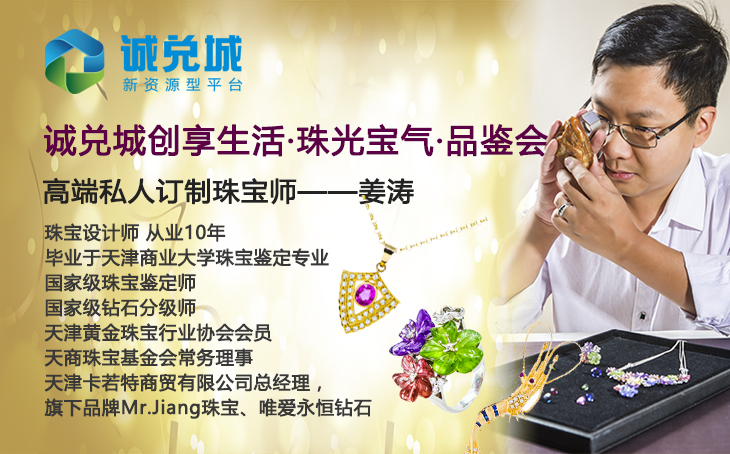 诚兑城
新资源型平台
诚兑城创享生活·珠光宝气·品鉴会
高端私人订制珠宝师——姜涛
珠宝设计师 从业10年
毕业于天津商业大学珠宝鉴定专业
国家级珠宝鉴定师
国家级钻石分级师
天津黄金珠宝行业协会会员
天商珠宝基金会常务理事
天津卡若特商贸有限公司总经理，
旗下品牌Mr.Jiang珠宝、唯爱永恒钻石